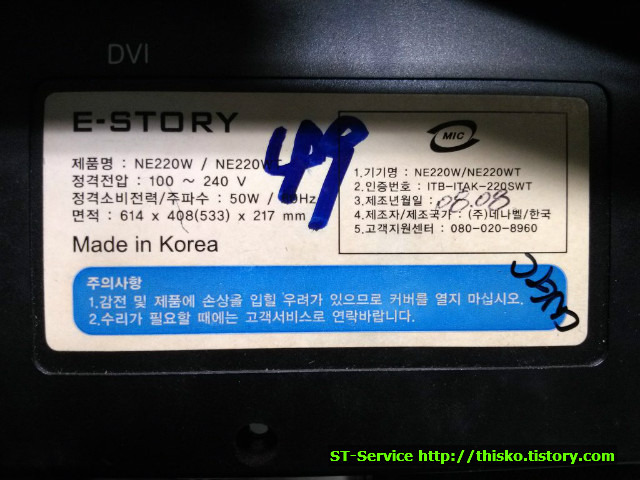 DVI
E-STORY
499
제품명 : NE220W / NE220WT
정격전압 : 100 ~ 240 V
정격소비전력/주파수 : 50W / 60Hz
면적 : 614 x 408(533) x 217 mm
Made in Korea
MIC
1.기기명 : NE220W/NE220WT
2.인증번호 : ITB-ITAK-220SWT
3.제조년월일 : 08.08
4.제조자/제조국가 : (주)네나벨/한국
5.고객지원센터 : 080-020-8960
주의사항
1.감전 및 제품에 손상을 입힐 우려가 있으므로 커버를 열지 마십시오.
2.수리가 필요할 때에는 고객서비스로 연락바랍니다.
ST-Service http://thisko.tistory.com